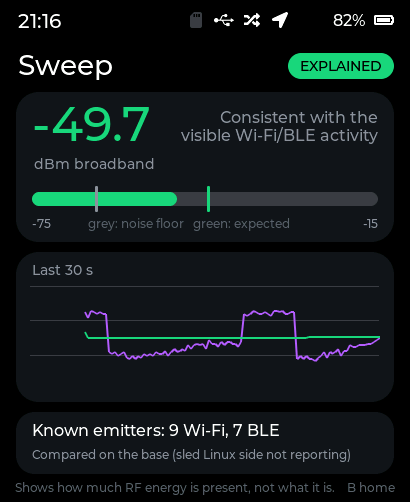 21:16
82%
Sweep
EXPLAINED
-49.7
Consistent with the
visible Wi-Fi/BLE activity
dBm broadband
-75
grey: noise floor
green: expected
-15
Last 30 s
Known emitters: 9 Wi-Fi, 7 BLE
Compared on the base (sled Linux side not reporting)
Shows how much RF energy is present, not what it is.
B home